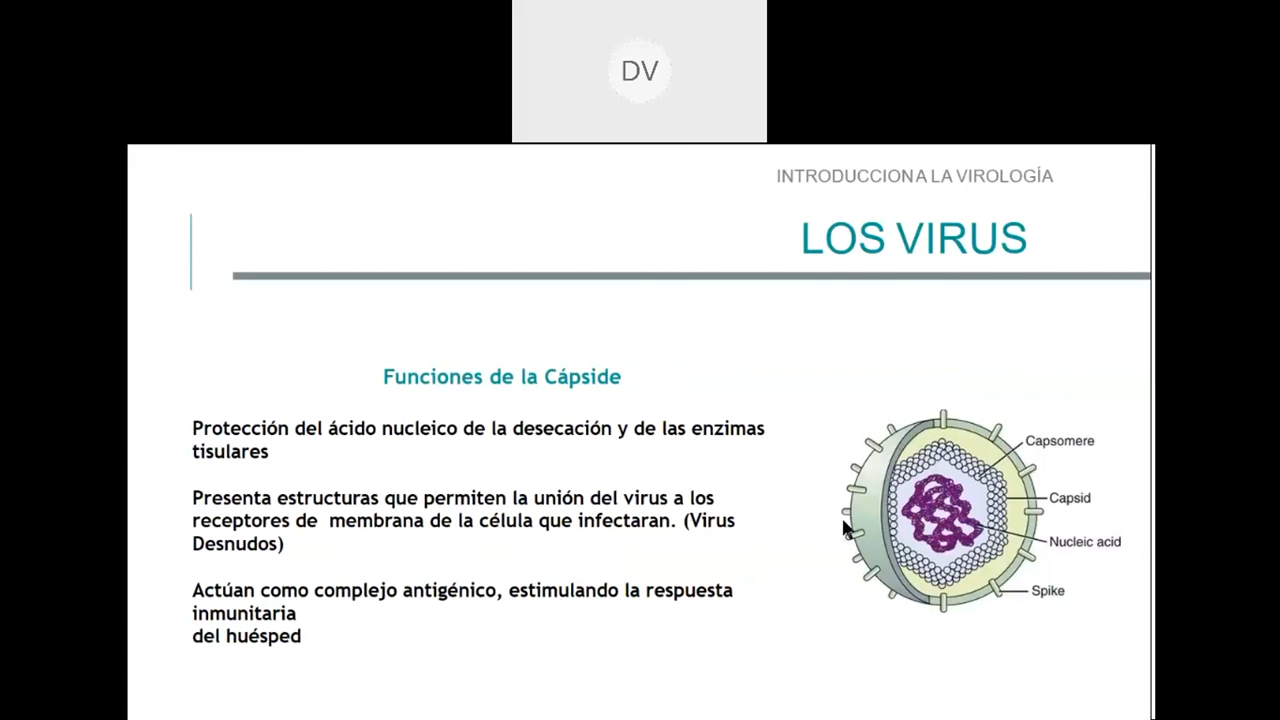 DV
INTRODUCCION A LA VIROLOGÍA
LOS VIRUS
Funciones de la Cápside
Protección del ácido nucleico de la desecación y de las enzimas
tisulares
Presenta estructuras que permiten la unión del virus a los
receptores de membrana de la célula que infectaran. (Virus
Desnudos)
Actúan como complejo antigénico, estimulando la respuesta
inmunitaria
del huésped
Capsomere
Capsid
Nucleic acid
Spike